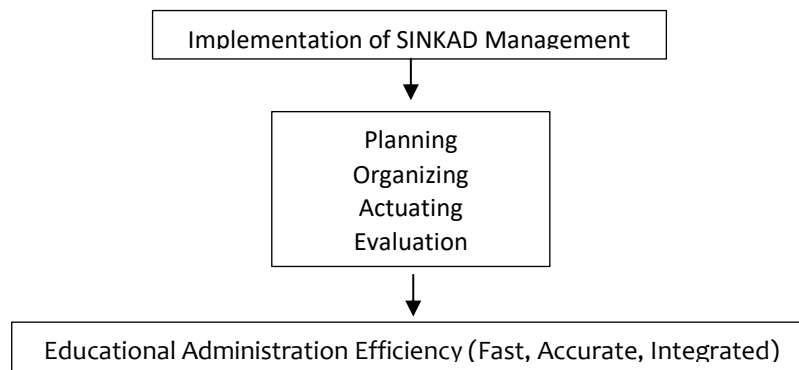 Implementation of SINKAD Management
Planning
Organizing
Actuating
Evaluation
Educational Administration Efficiency (Fast, Accurate, Integrated)